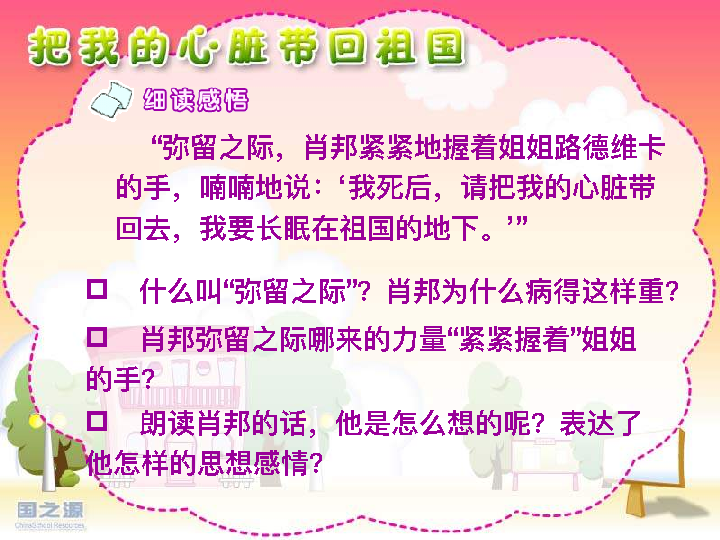 把我的心脏带回祖国
细读感悟
“弥留之际，肖邦紧紧地握着姐姐路德维卡
的手，喃喃地说：‘我死后，请把我的心脏带
回去，我要长眠在祖国的地下。’”
什么叫“弥留之际”？肖邦为什么病得这样重？
肖邦弥留之际哪来的力量“紧紧握着”姐姐
的手？
朗读肖邦的话，他是怎么想的呢？表达了
他怎样的思想感情？
国之源
ChinaSchool Resources